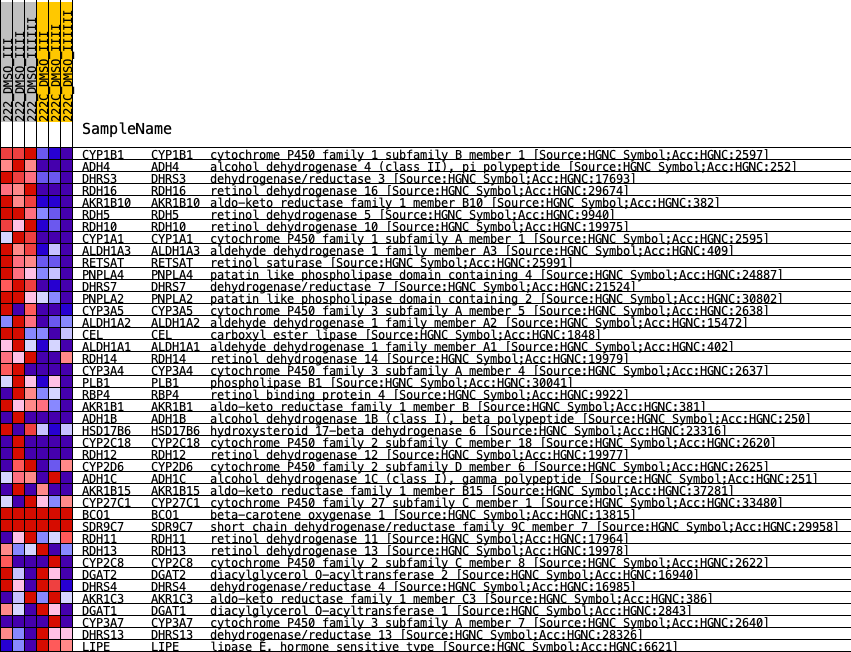 222_DMSO_III
222_DMSO_IIII
222_DMSO_IIIIII
222C_DMSO_III
222C_DMSO_IIII
222C_DMSO_IIIIII
SampleName
CYP1B1 CYP1B1 cytochrome P450 family 1 subfamily B member 1 [Source:HGNC Symbol;Acc:HGNC:2597]
ADH4 ADH4 alcohol dehydrogenase 4 (class II), pi polypeptide [Source:HGNC Symbol;Acc:HGNC:252]
DHRS3 DHRS3 dehydrogenase/reductase 3 [Source:HGNC Symbol;Acc:HGNC:17693]
RDH16 RDH16 retinol dehydrogenase 16 [Source:HGNC Symbol;Acc:HGNC:29674]
AKR1B10 AKR1B10 aldo-keto reductase family 1 member B10 [Source:HGNC Symbol;Acc:HGNC:382]
RDH5 RDH5 retinol dehydrogenase 5 [Source:HGNC Symbol;Acc:HGNC:9940]
RDH10 RDH10 retinol dehydrogenase 10 [Source:HGNC Symbol;Acc:HGNC:19975]
CYP1A1 CYP1A1 cytochrome P450 family 1 subfamily A member 1 [Source:HGNC Symbol;Acc:HGNC:2595]
ALDH1A3 ALDH1A3 aldehyde dehydrogenase 1 family member A3 [Source:HGNC Symbol;Acc:HGNC:409]
RETSAT RETSAT retinol saturase [Source:HGNC Symbol;Acc:HGNC:25991]
PNPLA4 PNPLA4 patatin like phospholipase domain containing 4 [Source:HGNC Symbol;Acc:HGNC:24887]
DHRS7 DHRS7 dehydrogenase/reductase 7 [Source:HGNC Symbol;Acc:HGNC:21524]
PNPLA2 PNPLA2 patatin like phospholipase domain containing 2 [Source:HGNC Symbol;Acc:HGNC:30802]
CYP3A5 CYP3A5 cytochrome P450 family 3 subfamily A member 5 [Source:HGNC Symbol;Acc:HGNC:2638]
ALDH1A2 ALDH1A2 aldehyde dehydrogenase 1 family member A2 [Source:HGNC Symbol;Acc:HGNC:15472]
CEL CEL carboxyl ester lipase [Source:HGNC Symbol;Acc:HGNC:1848]
ALDH1A1 ALDH1A1 aldehyde dehydrogenase 1 family member A1 [Source:HGNC Symbol;Acc:HGNC:402]
RDH14 RDH14 retinol dehydrogenase 14 [Source:HGNC Symbol;Acc:HGNC:19979]
CYP3A4 CYP3A4 cytochrome P450 family 3 subfamily A member 4 [Source:HGNC Symbol;Acc:HGNC:2637]
PLB1 PLB1 phospholipase B1 [Source:HGNC Symbol;Acc:HGNC:30041]
RBP4 RBP4 retinol binding protein 4 [Source:HGNC Symbol;Acc:HGNC:9922]
AKR1B1 AKR1B1 aldo-keto reductase family 1 member B [Source:HGNC Symbol;Acc:HGNC:381]
ADH1B ADH1B alcohol dehydrogenase 1B (class I), beta polypeptide [Source:HGNC Symbol;Acc:HGNC:250]
HSD17B6 HSD17B6 hydroxysteroid 17-beta dehydrogenase 6 [Source:HGNC Symbol;Acc:HGNC:23316]
CYP2C18 CYP2C18 cytochrome P450 family 2 subfamily C member 18 [Source:HGNC Symbol;Acc:HGNC:2620]
RDH12 RDH12 retinol dehydrogenase 12 [Source:HGNC Symbol;Acc:HGNC:19977]
CYP2D6 CYP2D6 cytochrome P450 family 2 subfamily D member 6 [Source:HGNC Symbol;Acc:HGNC:2625]
ADH1C ADH1C alcohol dehydrogenase 1C (class I), gamma polypeptide [Source:HGNC Symbol;Acc:HGNC:251]
AKR1B15 AKR1B15 aldo-keto reductase family 1 member B15 [Source:HGNC Symbol;Acc:HGNC:37281]
CYP27C1 CYP27C1 cytochrome P450 family 27 subfamily C member 1 [Source:HGNC Symbol;Acc:HGNC:33480]
BCO1 BCO1 beta-carotene oxygenase 1 [Source:HGNC Symbol;Acc:HGNC:13815]
SDR9C7 SDR9C7 short chain dehydrogenase/reductase family 9C member 7 [Source:HGNC Symbol;Acc:HGNC:29958]
RDH11 RDH11 retinol dehydrogenase 11 [Source:HGNC Symbol;Acc:HGNC:17964]
RDH13 RDH13 retinol dehydrogenase 13 [Source:HGNC Symbol;Acc:HGNC:19978]
CYP2C8 CYP2C8 cytochrome P450 family 2 subfamily C member 8 [Source:HGNC Symbol;Acc:HGNC:2622]
DGAT2 DGAT2 diacylglycerol O-acyltransferase 2 [Source:HGNC Symbol;Acc:HGNC:16940]
DHRS4 DHRS4 dehydrogenase/reductase 4 [Source:HGNC Symbol;Acc:HGNC:16985]
AKR1C3 AKR1C3 aldo-keto reductase family 1 member C3 [Source:HGNC Symbol;Acc:HGNC:386]
DGAT1 DGAT1 diacylglycerol O-acyltransferase 1 [Source:HGNC Symbol;Acc:HGNC:2843]
CYP3A7 CYP3A7 cytochrome P450 family 3 subfamily A member 7 [Source:HGNC Symbol;Acc:HGNC:2640]
DHRS13 DHRS13 dehydrogenase/reductase 13 [Source:HGNC Symbol;Acc:HGNC:28326]
LIPE LIPE lipase E, hormone sensitive type [Source:HGNC Symbol;Acc:HGNC:6621]